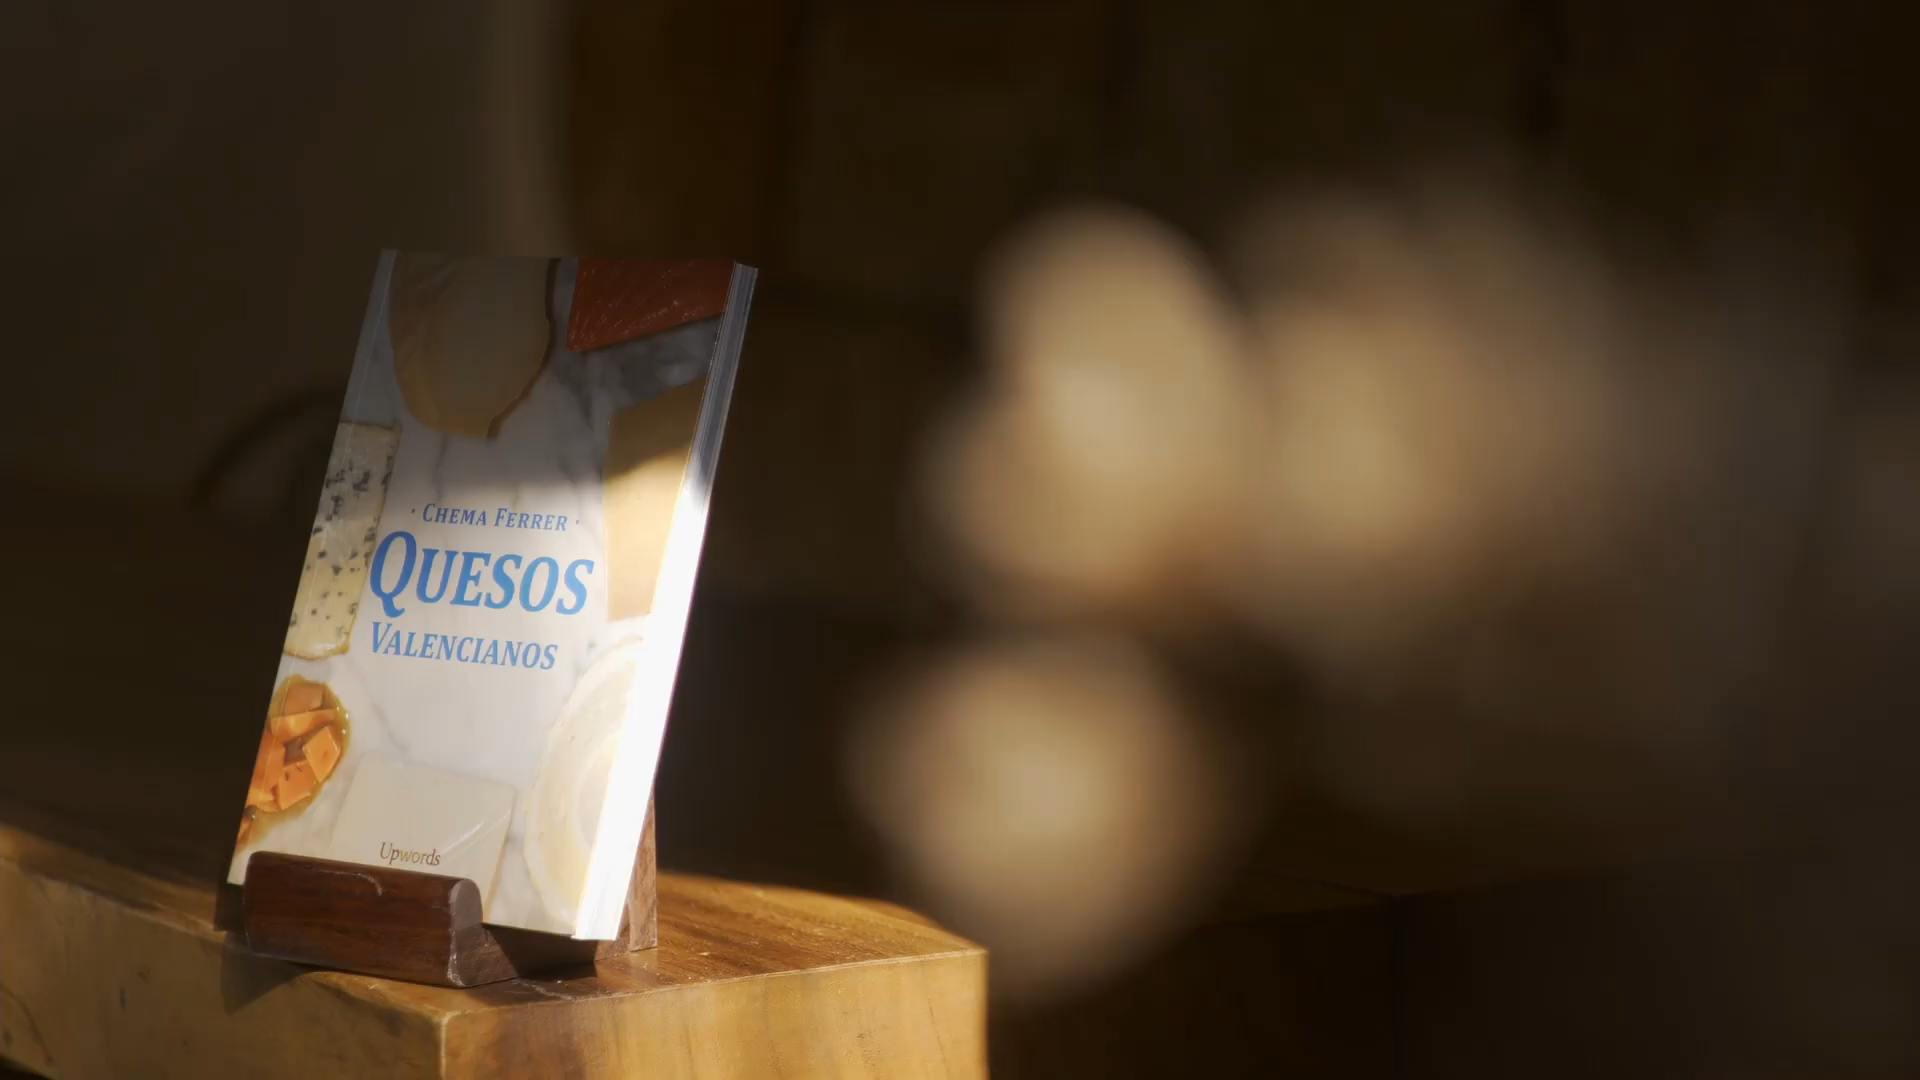 · CHEMA FERRER ·
QUESOS
VALENCIANOS
Upwords